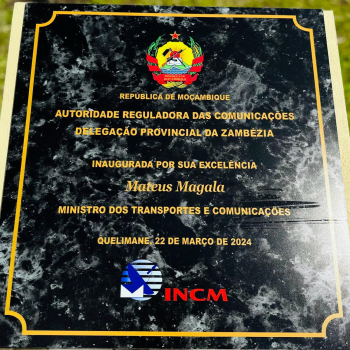 REPÚBLICA DE MOÇAMBIQUE
AUTORIDADE REGULADORA DAS COMUNICAÇÕES
DELEGAÇÃO PROVINCIAL DA ZAMBÉZIA
INAUGURADA POR SUA EXCELÊNCIA
Mateus Magala
MINISTRO DOS TRANSPORTES E COMUNICAÇÕES
QUELIMANE, 22 DE MARÇO DE 2024
INCM